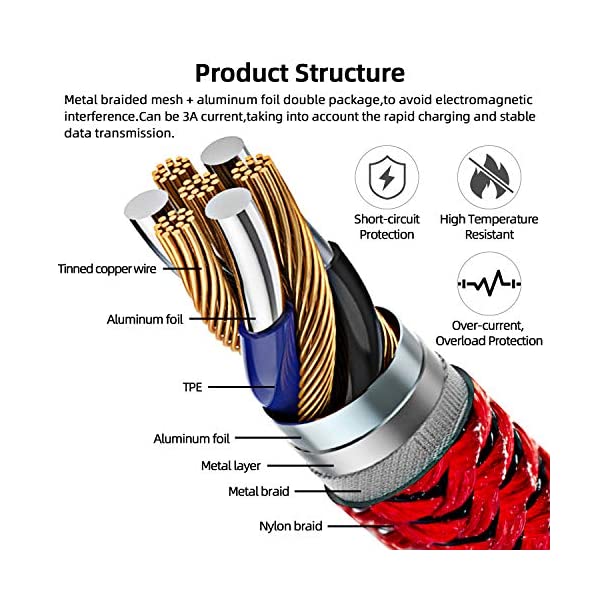 Product Structure
Metal braided mesh + aluminum foil double package,to avoid electromagnetic
interference.Can be 3A current,taking into account the rapid charging and stable
data transmission.
Short-circuit
Protection
High Temperature
Resistant
Tinned copper wire
Aluminum foil
Over-current,
Overload Protection
TPE
Aluminum foil
Metal layer
Metal braid
Nylon braid